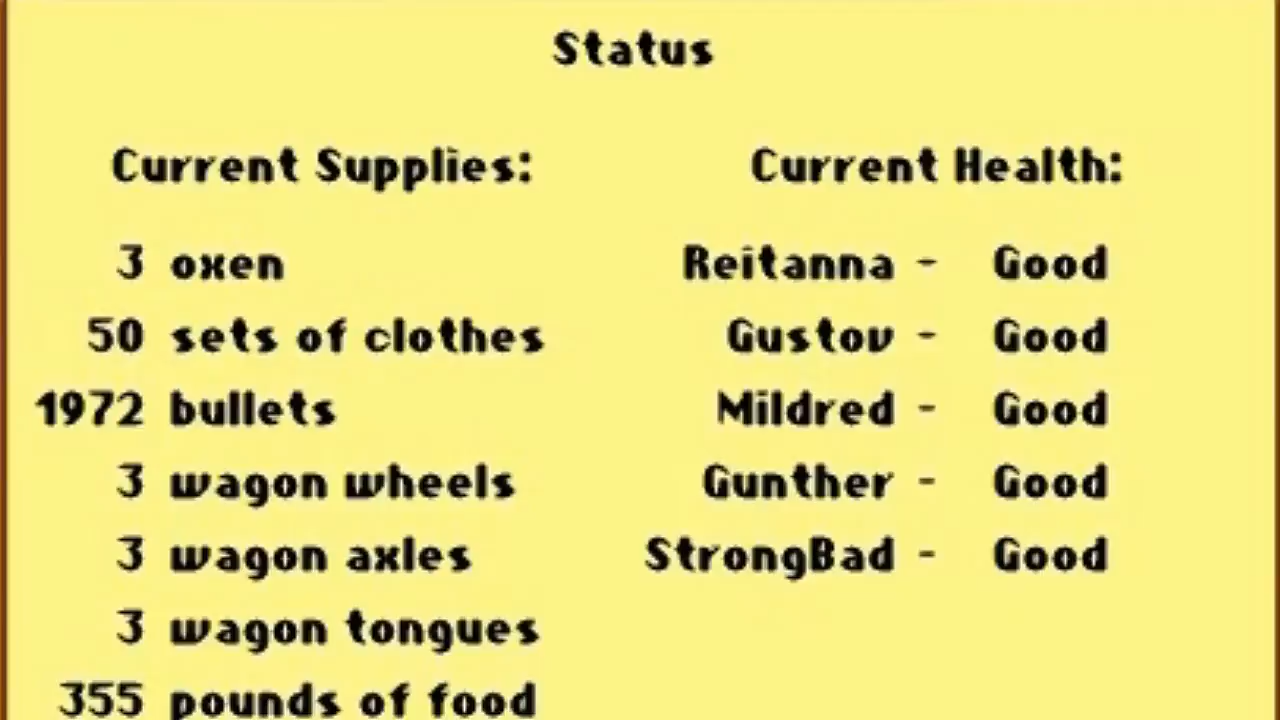 Status
Current Supplies:
3 oxen
50 sets of clothes
1972 bullets
3 wagon wheels
3 wagon axles
3 wagon tongues
355 pounds of food
Current Health:
Reitanna - Good
Gustov - Good
Mildred - Good
Gunther - Good
StrongBad - Good